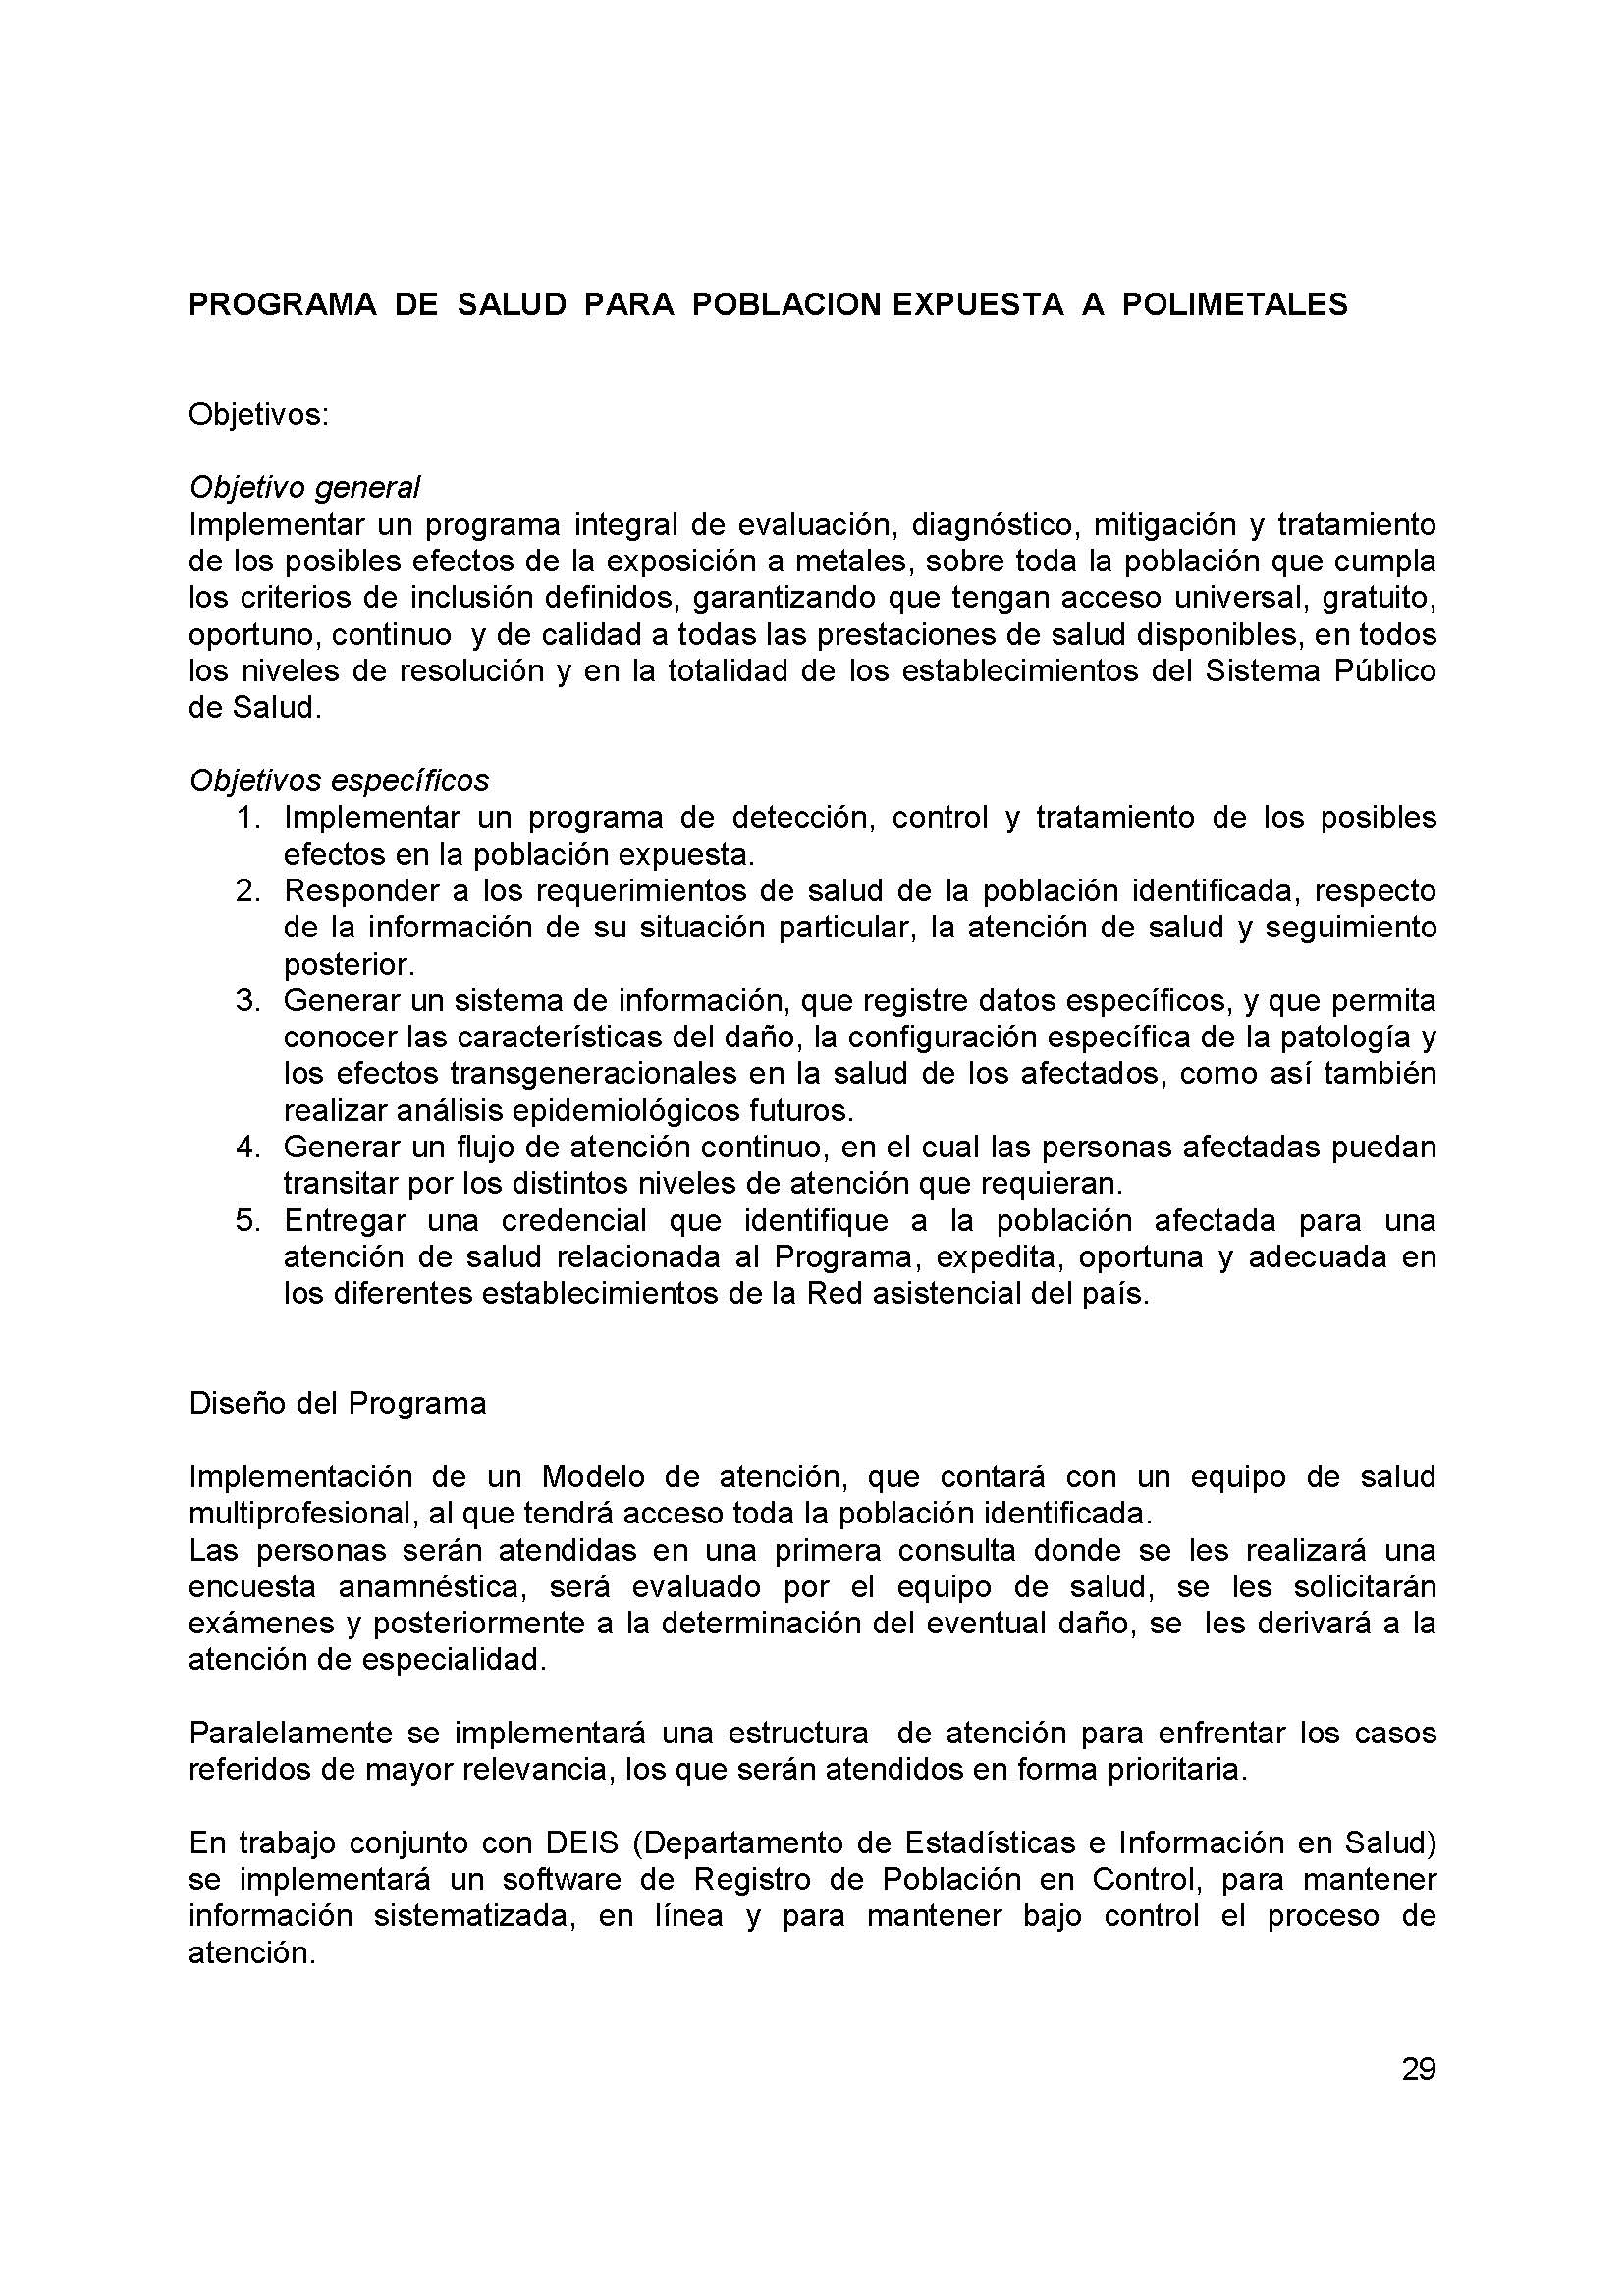 PROGRAMA DE SALUD PARA POBLACION EXPUESTA A POLIMETALES
Objetivos:
Objetivo general
Implementar un programa integral de evaluación, diagnóstico, mitigación y tratamiento
de los posibles efectos de la exposición a metales, sobre toda la población que cumpla
los criterios de inclusión definidos, garantizando que tengan acceso universal, gratuito,
oportuno, continuo y de calidad a todas las prestaciones de salud disponibles, en todos
los niveles de resolución y en la totalidad de los establecimientos del Sistema Público
de Salud.
Objetivos específicos
1. Implementar un programa de detección, control y tratamiento de los posibles
efectos en la población expuesta.
2. Responder a los requerimientos de salud de la población identificada, respecto
de la información de su situación particular, la atención de salud y seguimiento
posterior.
3. Generar un sistema de información, que registre datos específicos, y que permita
conocer las características del daño, la configuración específica de la patología y
los efectos transgeneracionales en la salud de los afectados, como así también
realizar análisis epidemiológicos futuros.
4. Generar un flujo de atención continuo, en el cual las personas afectadas puedan
transitar por los distintos niveles de atención que requieran.
5. Entregar una credencial que identifique a la población afectada para una
atención de salud relacionada al Programa, expedita, oportuna y adecuada en
los diferentes establecimientos de la Red asistencial del país.
Diseño del Programa
Implementación de un Modelo de atención, que contará con un equipo de salud
multiprofesional, al que tendrá acceso toda la población identificada.
Las personas serán atendidas en una primera consulta donde se les realizará una
encuesta anamnéstica, será evaluado por el equipo de salud, se les solicitarán
exámenes y posteriormente a la determinación del eventual daño, se les derivará a la
atención de especialidad.
Paralelamente se implementará una estructura de atención para enfrentar los casos
referidos de mayor relevancia, los que serán atendidos en forma prioritaria.
En trabajo conjunto con DEIS (Departamento de Estadísticas e Información en Salud)
se implementará un software de Registro de Población en Control, para mantener
información sistematizada, en línea y para mantener bajo control el proceso de
atención.
29